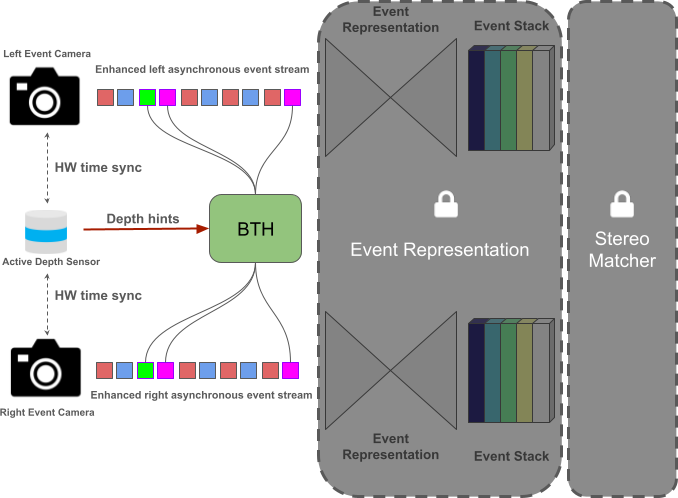 Left Event Camera
Enhanced left asynchronous event stream
HW time sync
Depth hints
BTH
Active Depth Sensor
HW time sync
Enhanced right asynchronous event stream
Right Event Camera
Event
Representation
Event Stack
Event Representation
Event
Representation
Event Stack
Stereo
Matcher